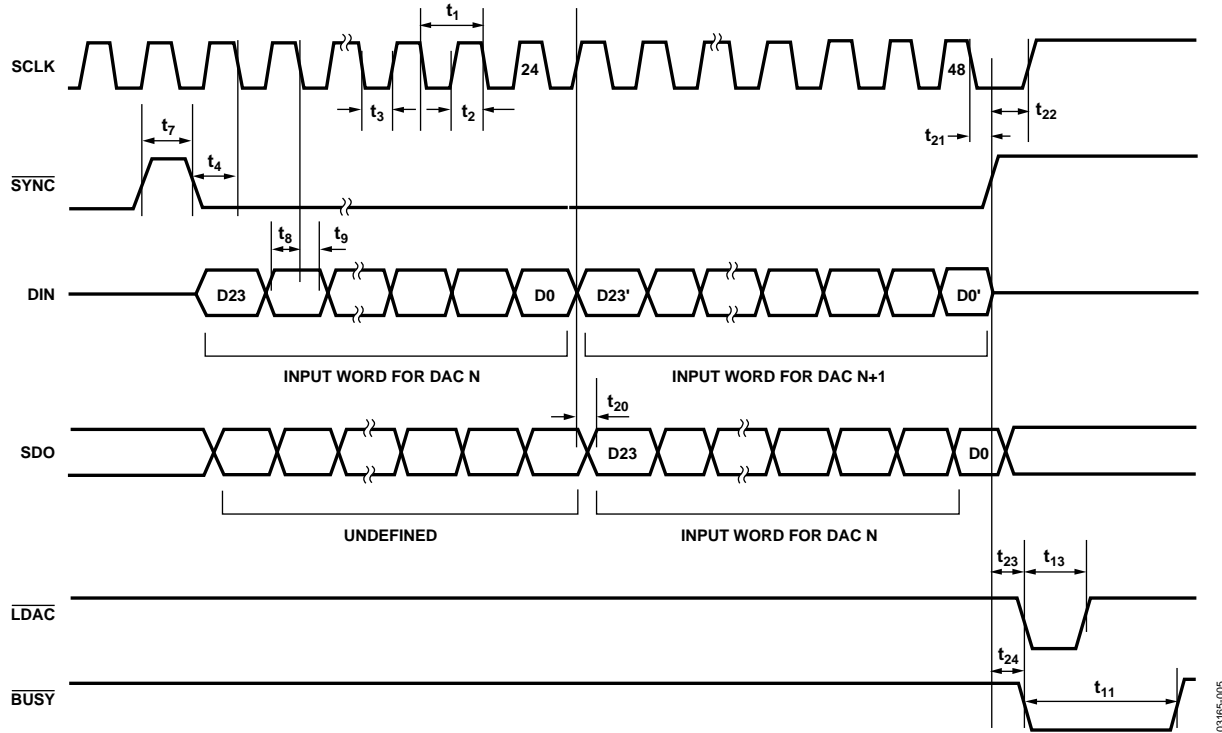 t1
SCLK
24
48
t3
t2
t22
t7
t21
t4
SYNC
t8
t9
DIN
D23
D0
D23'
D0'
INPUT WORD FOR DAC N
INPUT WORD FOR DAC N+1
t20
SDO
D23
D0
UNDEFINED
INPUT WORD FOR DAC N
t23
t13
LDAC
t24
BUSY
t11
03165-005